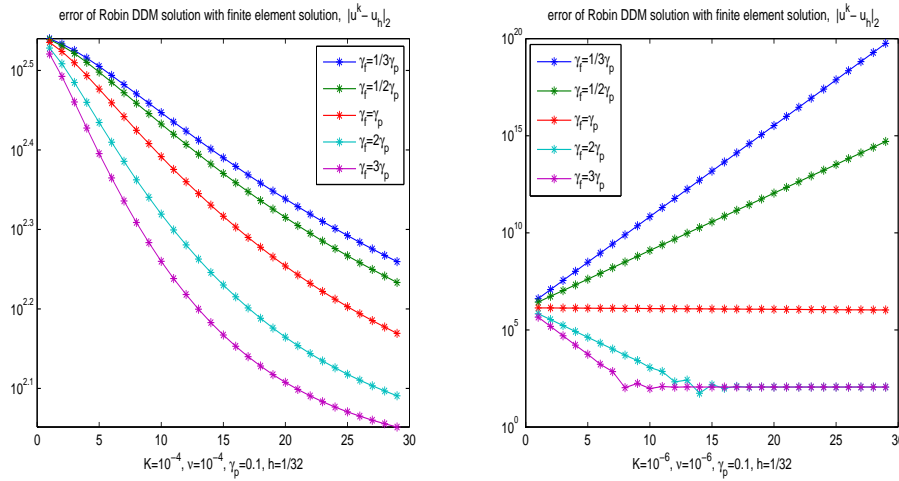 error of Robin DDM solution with finite element solution, |u^k- u_h|_2
10^2.5
10^2.4
10^2.3
10^2.2
10^2.1
0 5 10 15 20 25 30
K=10^-4, ν=10^-4, γ_p=0.1, h=1/32
γ_f=1/3γ_p
γ_f=1/2γ_p
γ_f=γ_p
γ_f=2γ_p
γ_f=3γ_p
error of Robin DDM solution with finite element solution, |u^k- u_h|_2
10^20
10^15
10^10
10^5
10^0
0 5 10 15 20 25 30
K=10^-6, ν=10^-6, γ_p=0.1, h=1/32
γ_f=1/3γ_p
γ_f=1/2γ_p
γ_f=γ_p
γ_f=2γ_p
γ_f=3γ_p